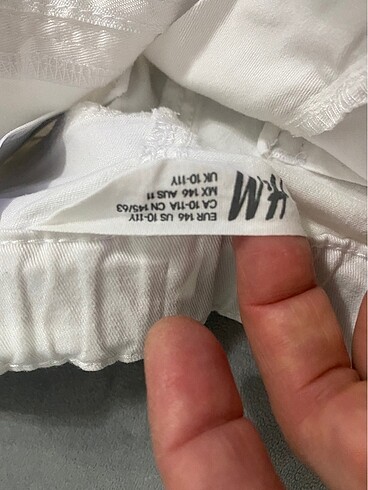 H&M
EUR 146 US 10-11Y
CA 10-11A CN 145/63
MX 146 AUS 11
UK 10-11Y